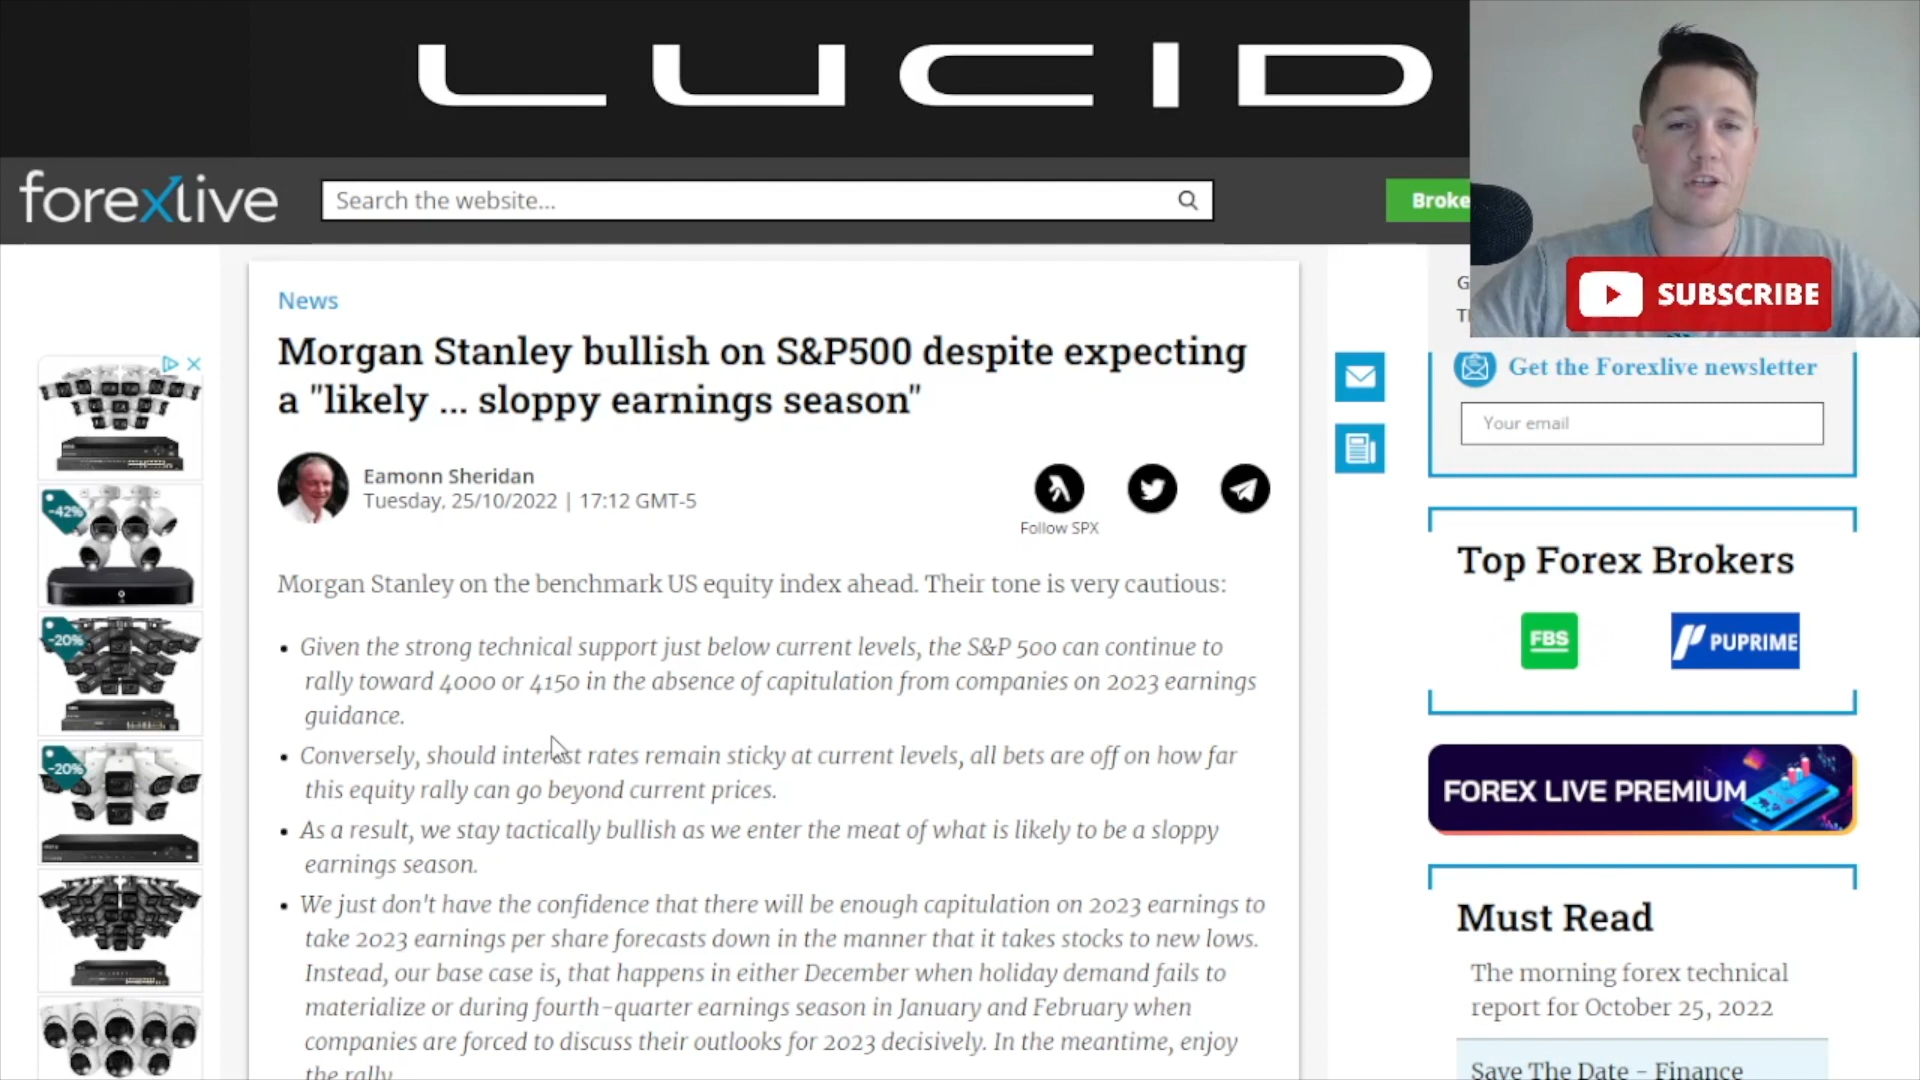 LUCID
forexlive
Search the website...
Broke
SUBSCRIBE
News
Morgan Stanley bullish on S&P500 despite expecting
a "likely ... sloppy earnings season"
Eamonn Sheridan
Tuesday, 25/10/2022 | 17:12 GMT-5
Follow SPX
Morgan Stanley on the benchmark US equity index ahead. Their tone is very cautious:
• Given the strong technical support just below current levels, the S&P 500 can continue to
rally toward 4000 or 4150 in the absence of capitulation from companies on 2023 earnings
guidance.
• Conversely, should interest rates remain sticky at current levels, all bets are off on how far
this equity rally can go beyond current prices.
• As a result, we stay tactically bullish as we enter the meat of what is likely to be a sloppy
earnings season.
• We just don't have the confidence that there will be enough capitulation on 2023 earnings to
take 2023 earnings per share forecasts down in the manner that it takes stocks to new lows.
Instead, our base case is, that happens in either December when holiday demand fails to
materialize or during fourth-quarter earnings season in January and February when
companies are forced to discuss their outlooks for 2023 decisively. In the meantime, enjoy
the rally
-42%
-20%
-20%
Get the Forexlive newsletter
Your email
Top Forex Brokers
FBS
PUPRIME
FOREX LIVE PREMIUM
Must Read
The morning forex technical
report for October 25, 2022
Save The Date - Finance